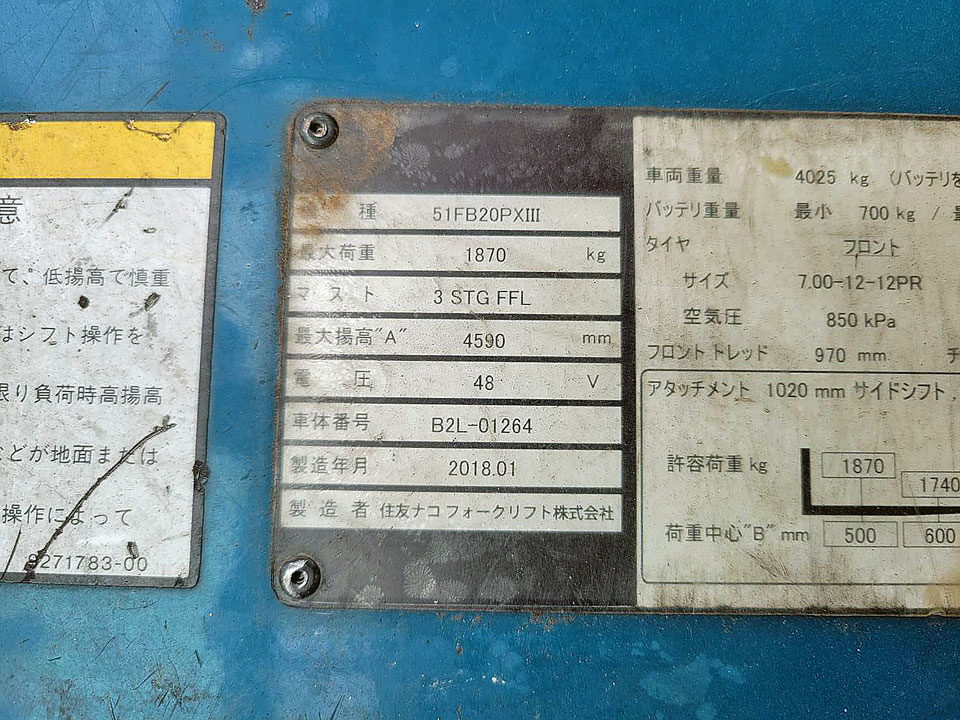 意
て、低揚高で慎重
はシフト操作を
限り負荷時高揚高
などが地面または
操作によって
8271783-00
種 51FB20PXIII
最大荷重 1870 kg
マスト 3 STG FFL
最大揚高"A" 4590 mm
電圧 48 V
車体番号 B2L-01264
製造年月 2018.01
製造者 住友ナコ フォークリフト株式会社
車両重量 4025 kg (バッテリを
バッテリ重量 最小 700 kg /
タイヤ フロント
サイズ 7.00-12-12PR
空気圧 850 kPa
フロント トレッド 970 mm
アタッチメント 1020 mm サイドシフト
許容荷重 kg 1870 1740
荷重中心"B" mm 500 600